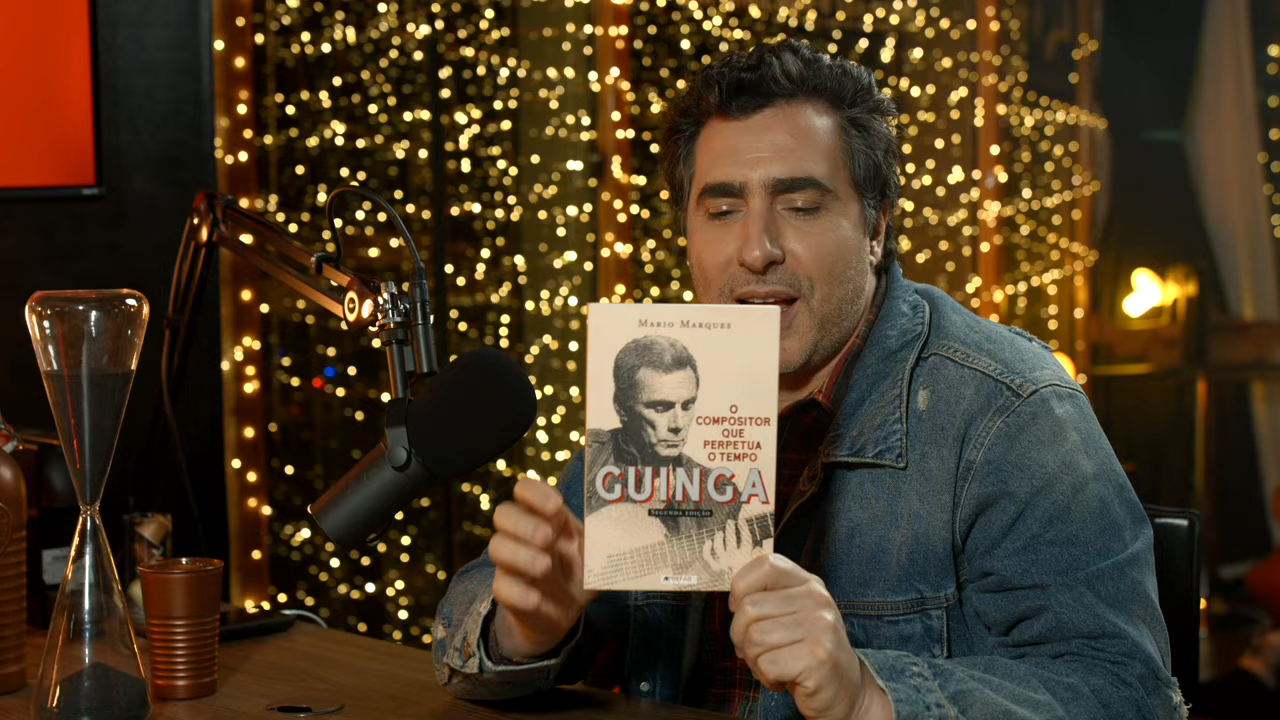 MARIO MARQUES
O
COMPOSITOR
QUE
PERPETUA
O TEMPO
GUINGA
SEGUNDA EDIÇÃO